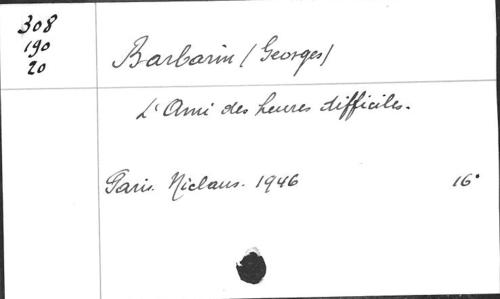 308
190
20
Barbarin (Georges)
L'Ami des heures difficiles.
Paris. Niclaus. 1946 16°